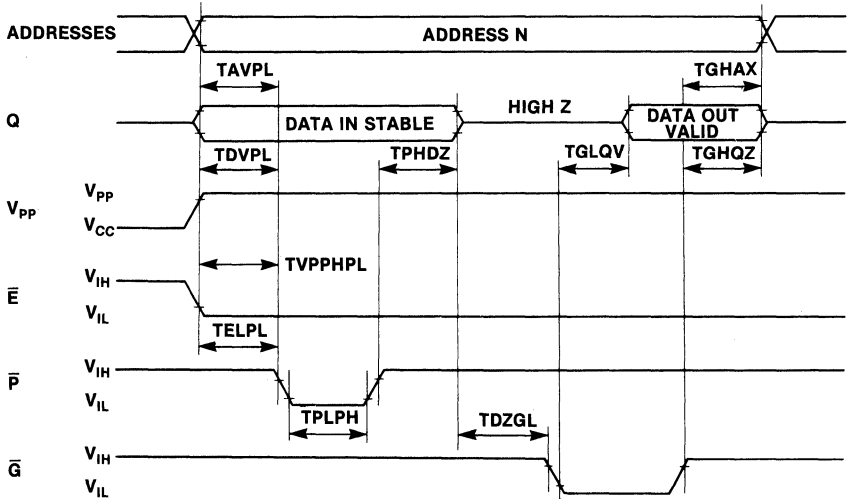 ADDRESSES
ADDRESS N
TAVPL
TGHAX
Q
DATA IN STABLE
HIGH Z
DATA OUT
VALID
TDVPL
TPHDZ
TGLQV
TGHQZ
VPP
VPP
VCC
TVPPHPL
E̅
VIH
VIL
TELPL
P̅
VIH
VIL
TPLPH
TDZGL
G̅
VIH
VIL